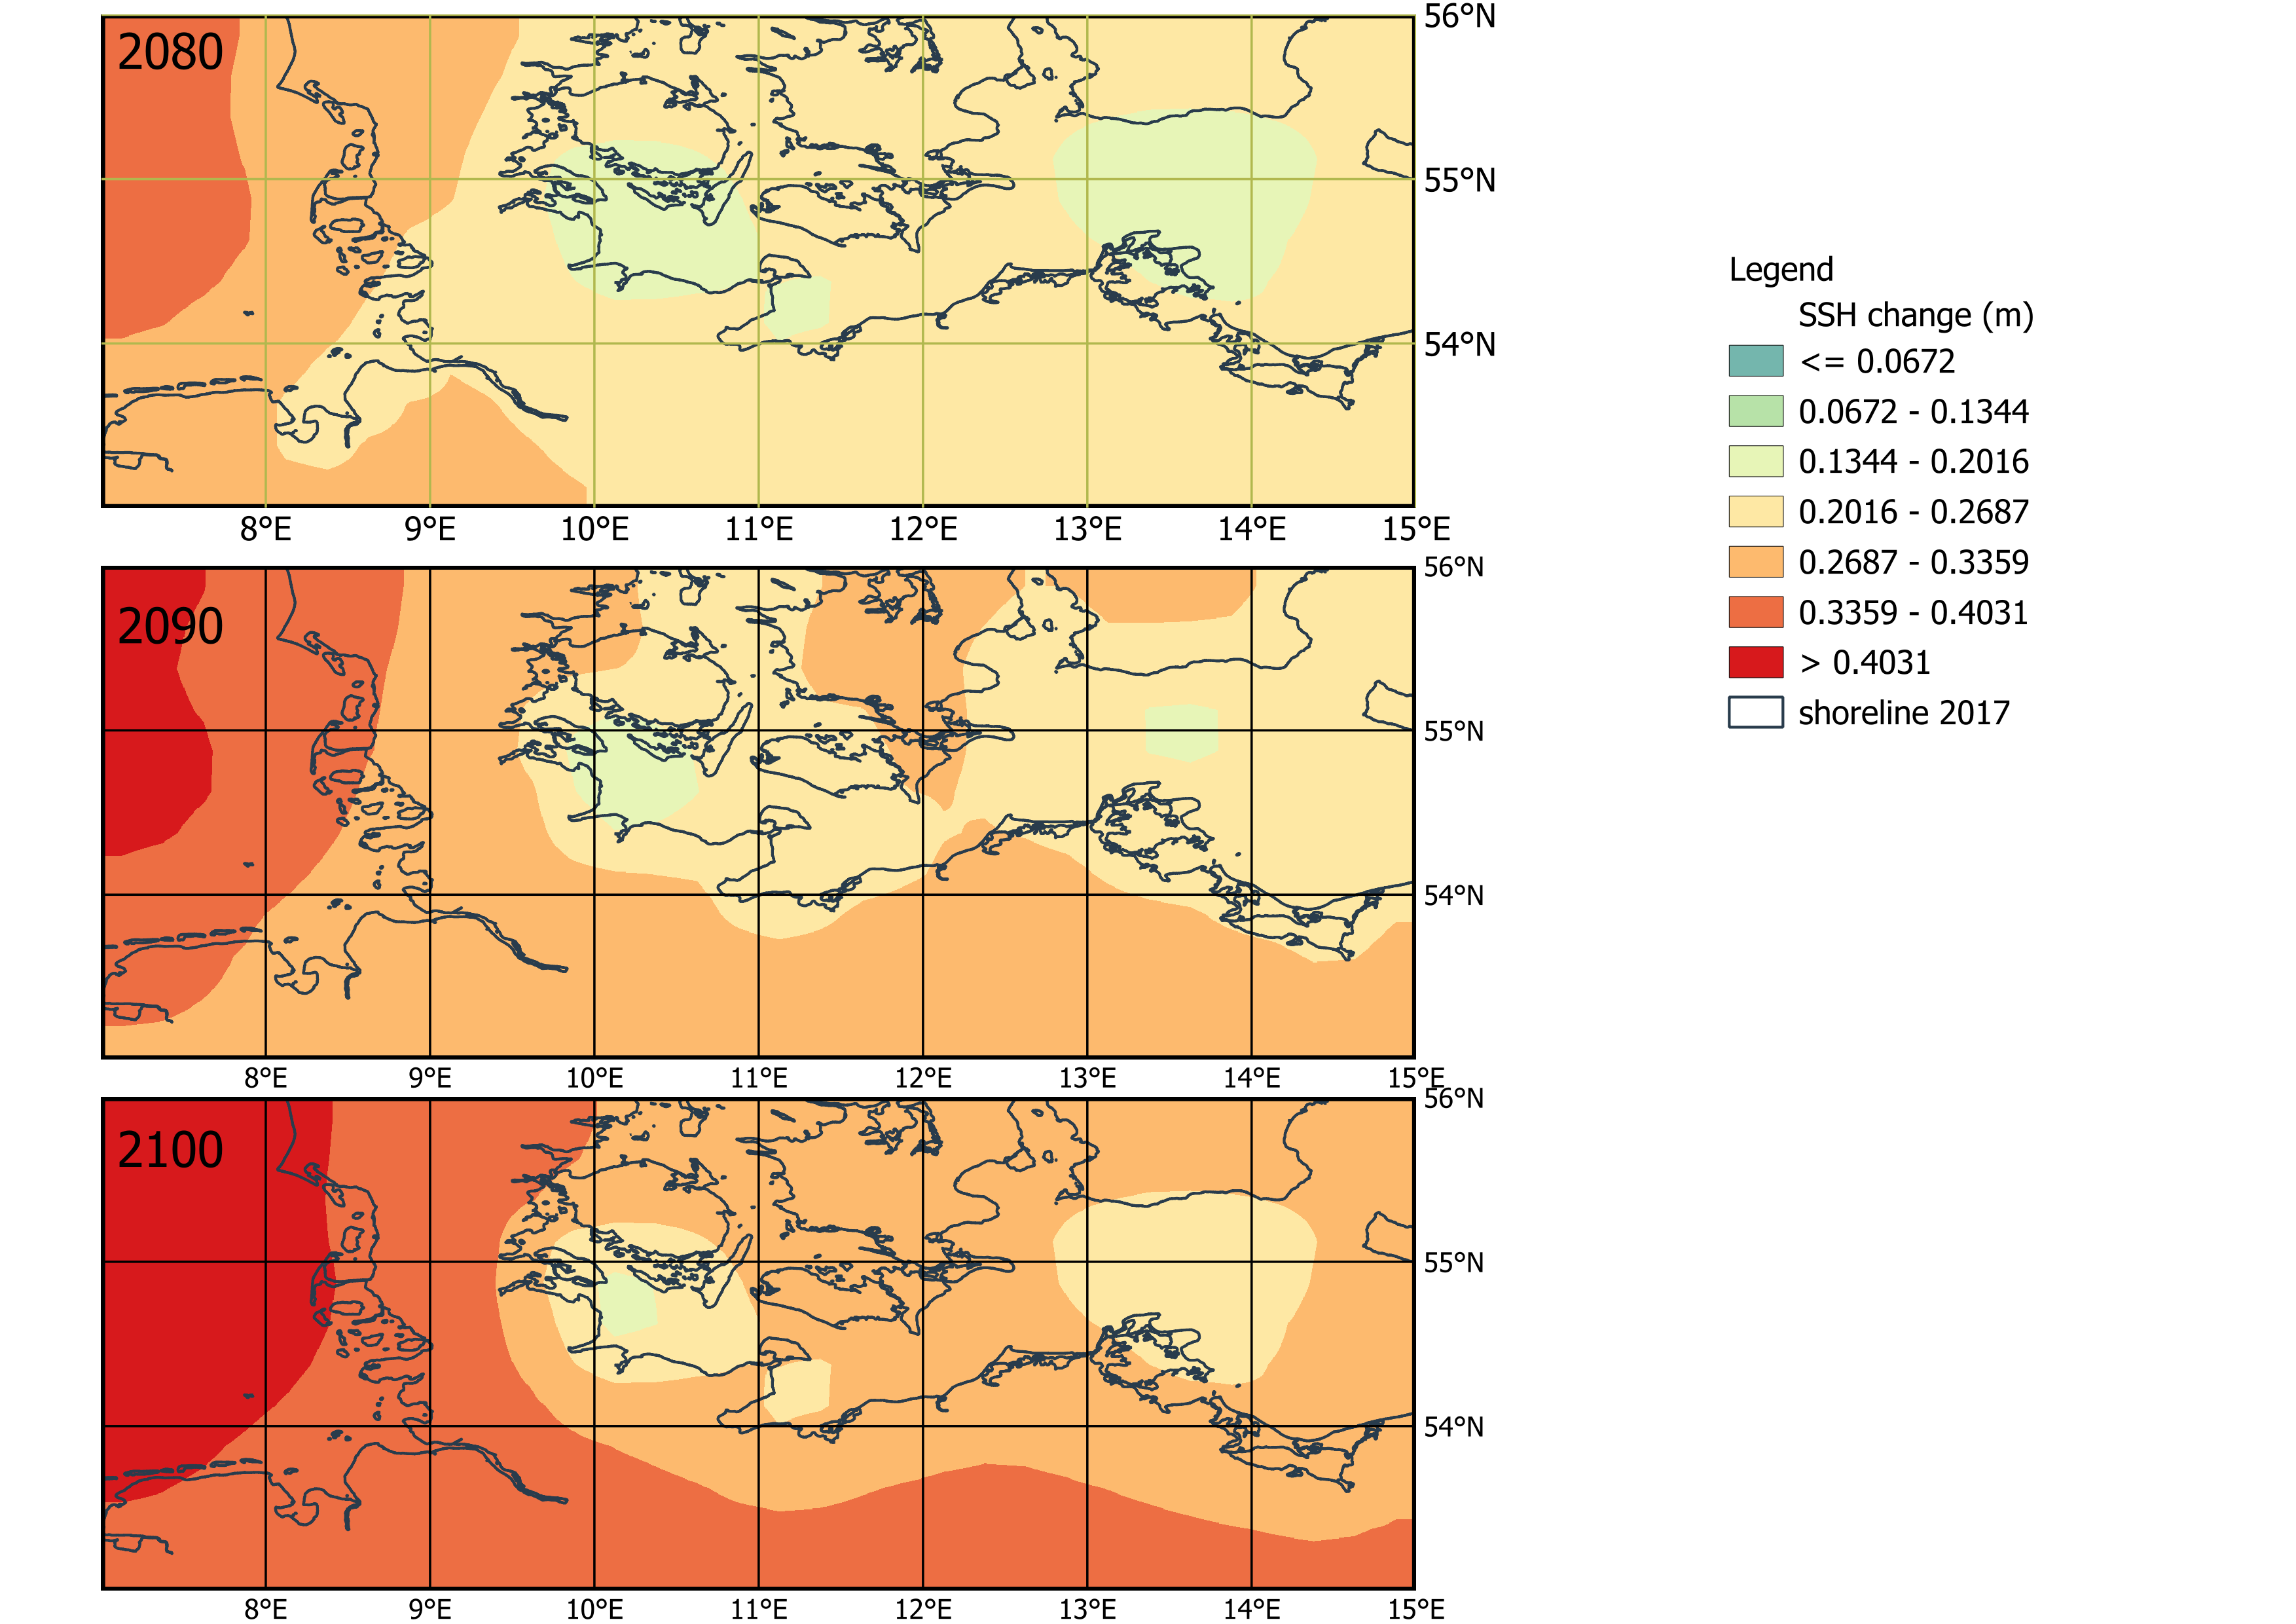 2080
56°N
55°N
54°N
8°E 9°E 10°E 11°E 12°E 13°E 14°E 15°E
2090
56°N
55°N
54°N
8°E 9°E 10°E 11°E 12°E 13°E 14°E 15°E
2100
56°N
55°N
54°N
8°E 9°E 10°E 11°E 12°E 13°E 14°E 15°E
Legend
SSH change (m)
<= 0.0672
0.0672 - 0.1344
0.1344 - 0.2016
0.2016 - 0.2687
0.2687 - 0.3359
0.3359 - 0.4031
> 0.4031
shoreline 2017